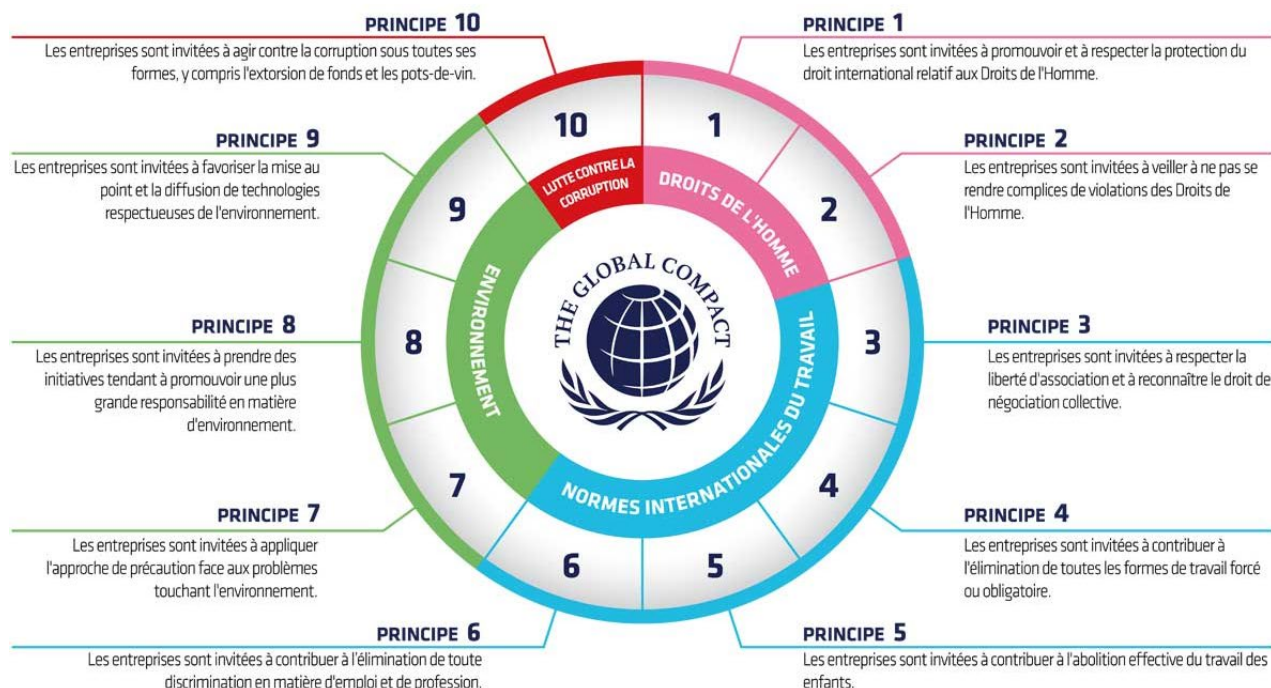 PRINCIPE 10
Les entreprises sont invitées à agir contre la corruption sous toutes ses
formes, y compris l'extorsion de fonds et les pots-de-vin.
PRINCIPE 1
Les entreprises sont invitées à promouvoir et à respecter la protection du
droit international relatif aux Droits de l'Homme.
PRINCIPE 9
Les entreprises sont invitées à favoriser la mise au
point et la diffusion de technologies
respectueuses de l'environnement.
PRINCIPE 2
Les entreprises sont invitées à veiller à ne pas se
rendre complices de violations des Droits de
l'Homme.
PRINCIPE 8
Les entreprises sont invitées à prendre des
initiatives tendant à promouvoir une plus
grande responsabilité en matière
d'environnement.
PRINCIPE 3
Les entreprises sont invitées à respecter la
liberté d'association et à reconnaître le droit de
négociation collective.
PRINCIPE 7
Les entreprises sont invitées à appliquer
l'approche de précaution face aux problèmes
touchant l'environnement.
PRINCIPE 4
Les entreprises sont invitées à contribuer à
l'élimination de toutes les formes de travail forcé
ou obligatoire.
PRINCIPE 6
Les entreprises sont invitées à contribuer à l'élimination de toute
discrimination en matière d'emploi et de profession.
PRINCIPE 5
Les entreprises sont invitées à contribuer à l'abolition effective du travail des
enfants.
10
1
2
3
4
5
6
7
8
9
LUTTE CONTRE LA
CORRUPTION
DROITS DE L'HOMME
NORMES INTERNATIONALES DU TRAVAIL
ENVIRONNEMENT
THE GLOBAL COMPACT